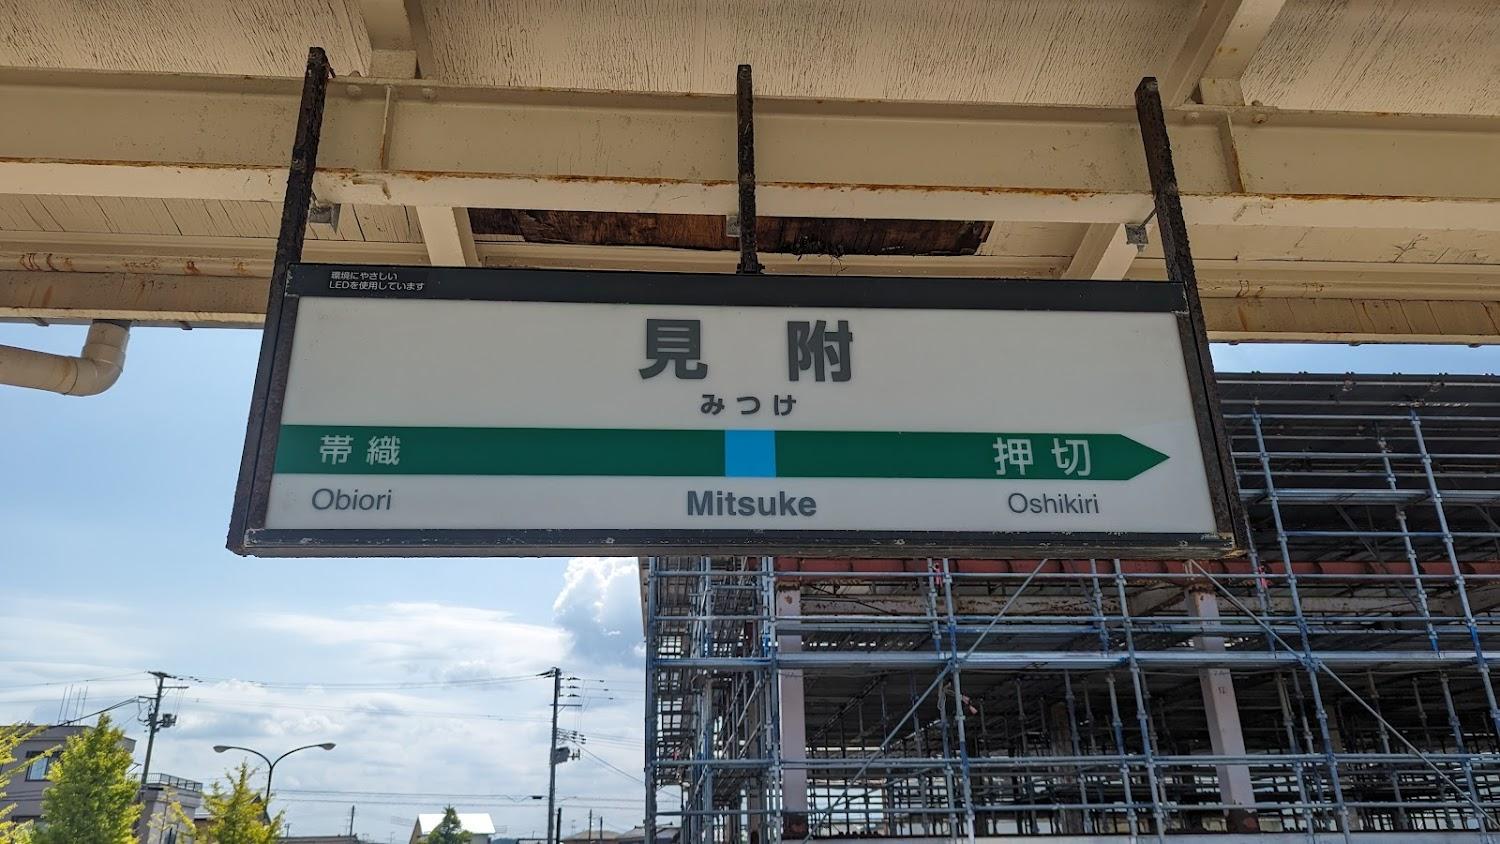 環境にやさしい
LEDを使用しています
見附
みつけ
帯織 押切
Obiori Mitsuke Oshikiri